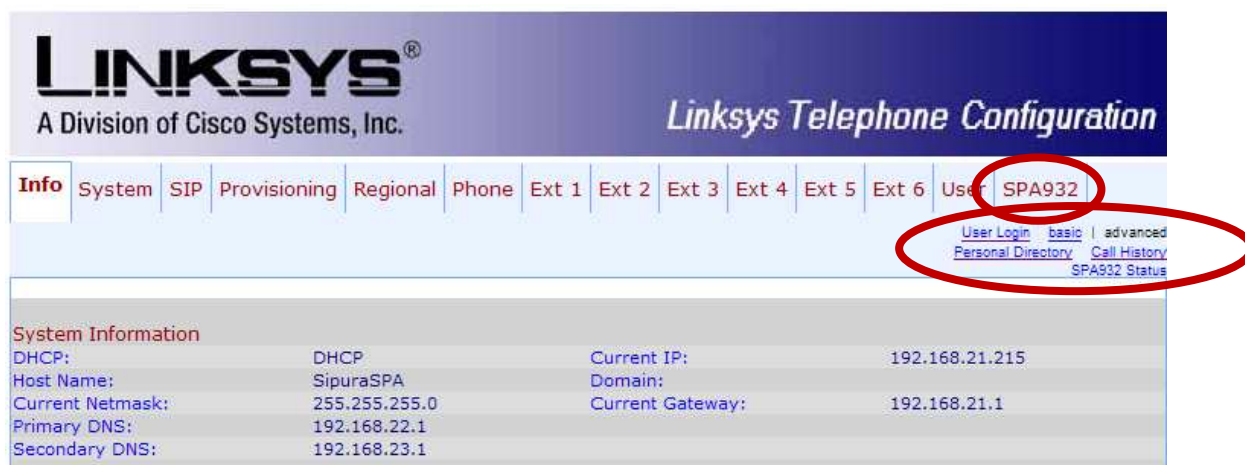 LINKSYS®
A Division of Cisco Systems, Inc.
Linksys Telephone Configuration
Info System SIP Provisioning Regional Phone Ext 1 Ext 2 Ext 3 Ext 4 Ext 5 Ext 6 User SPA932
User Login basic | advanced
Personal Directory Call History
SPA932 Status
System Information
DHCP: DHCP Current IP: 192.168.21.215
Host Name: SipuraSPA Domain:
Current Netmask: 255.255.255.0 Current Gateway: 192.168.21.1
Primary DNS: 192.168.22.1
Secondary DNS: 192.168.23.1